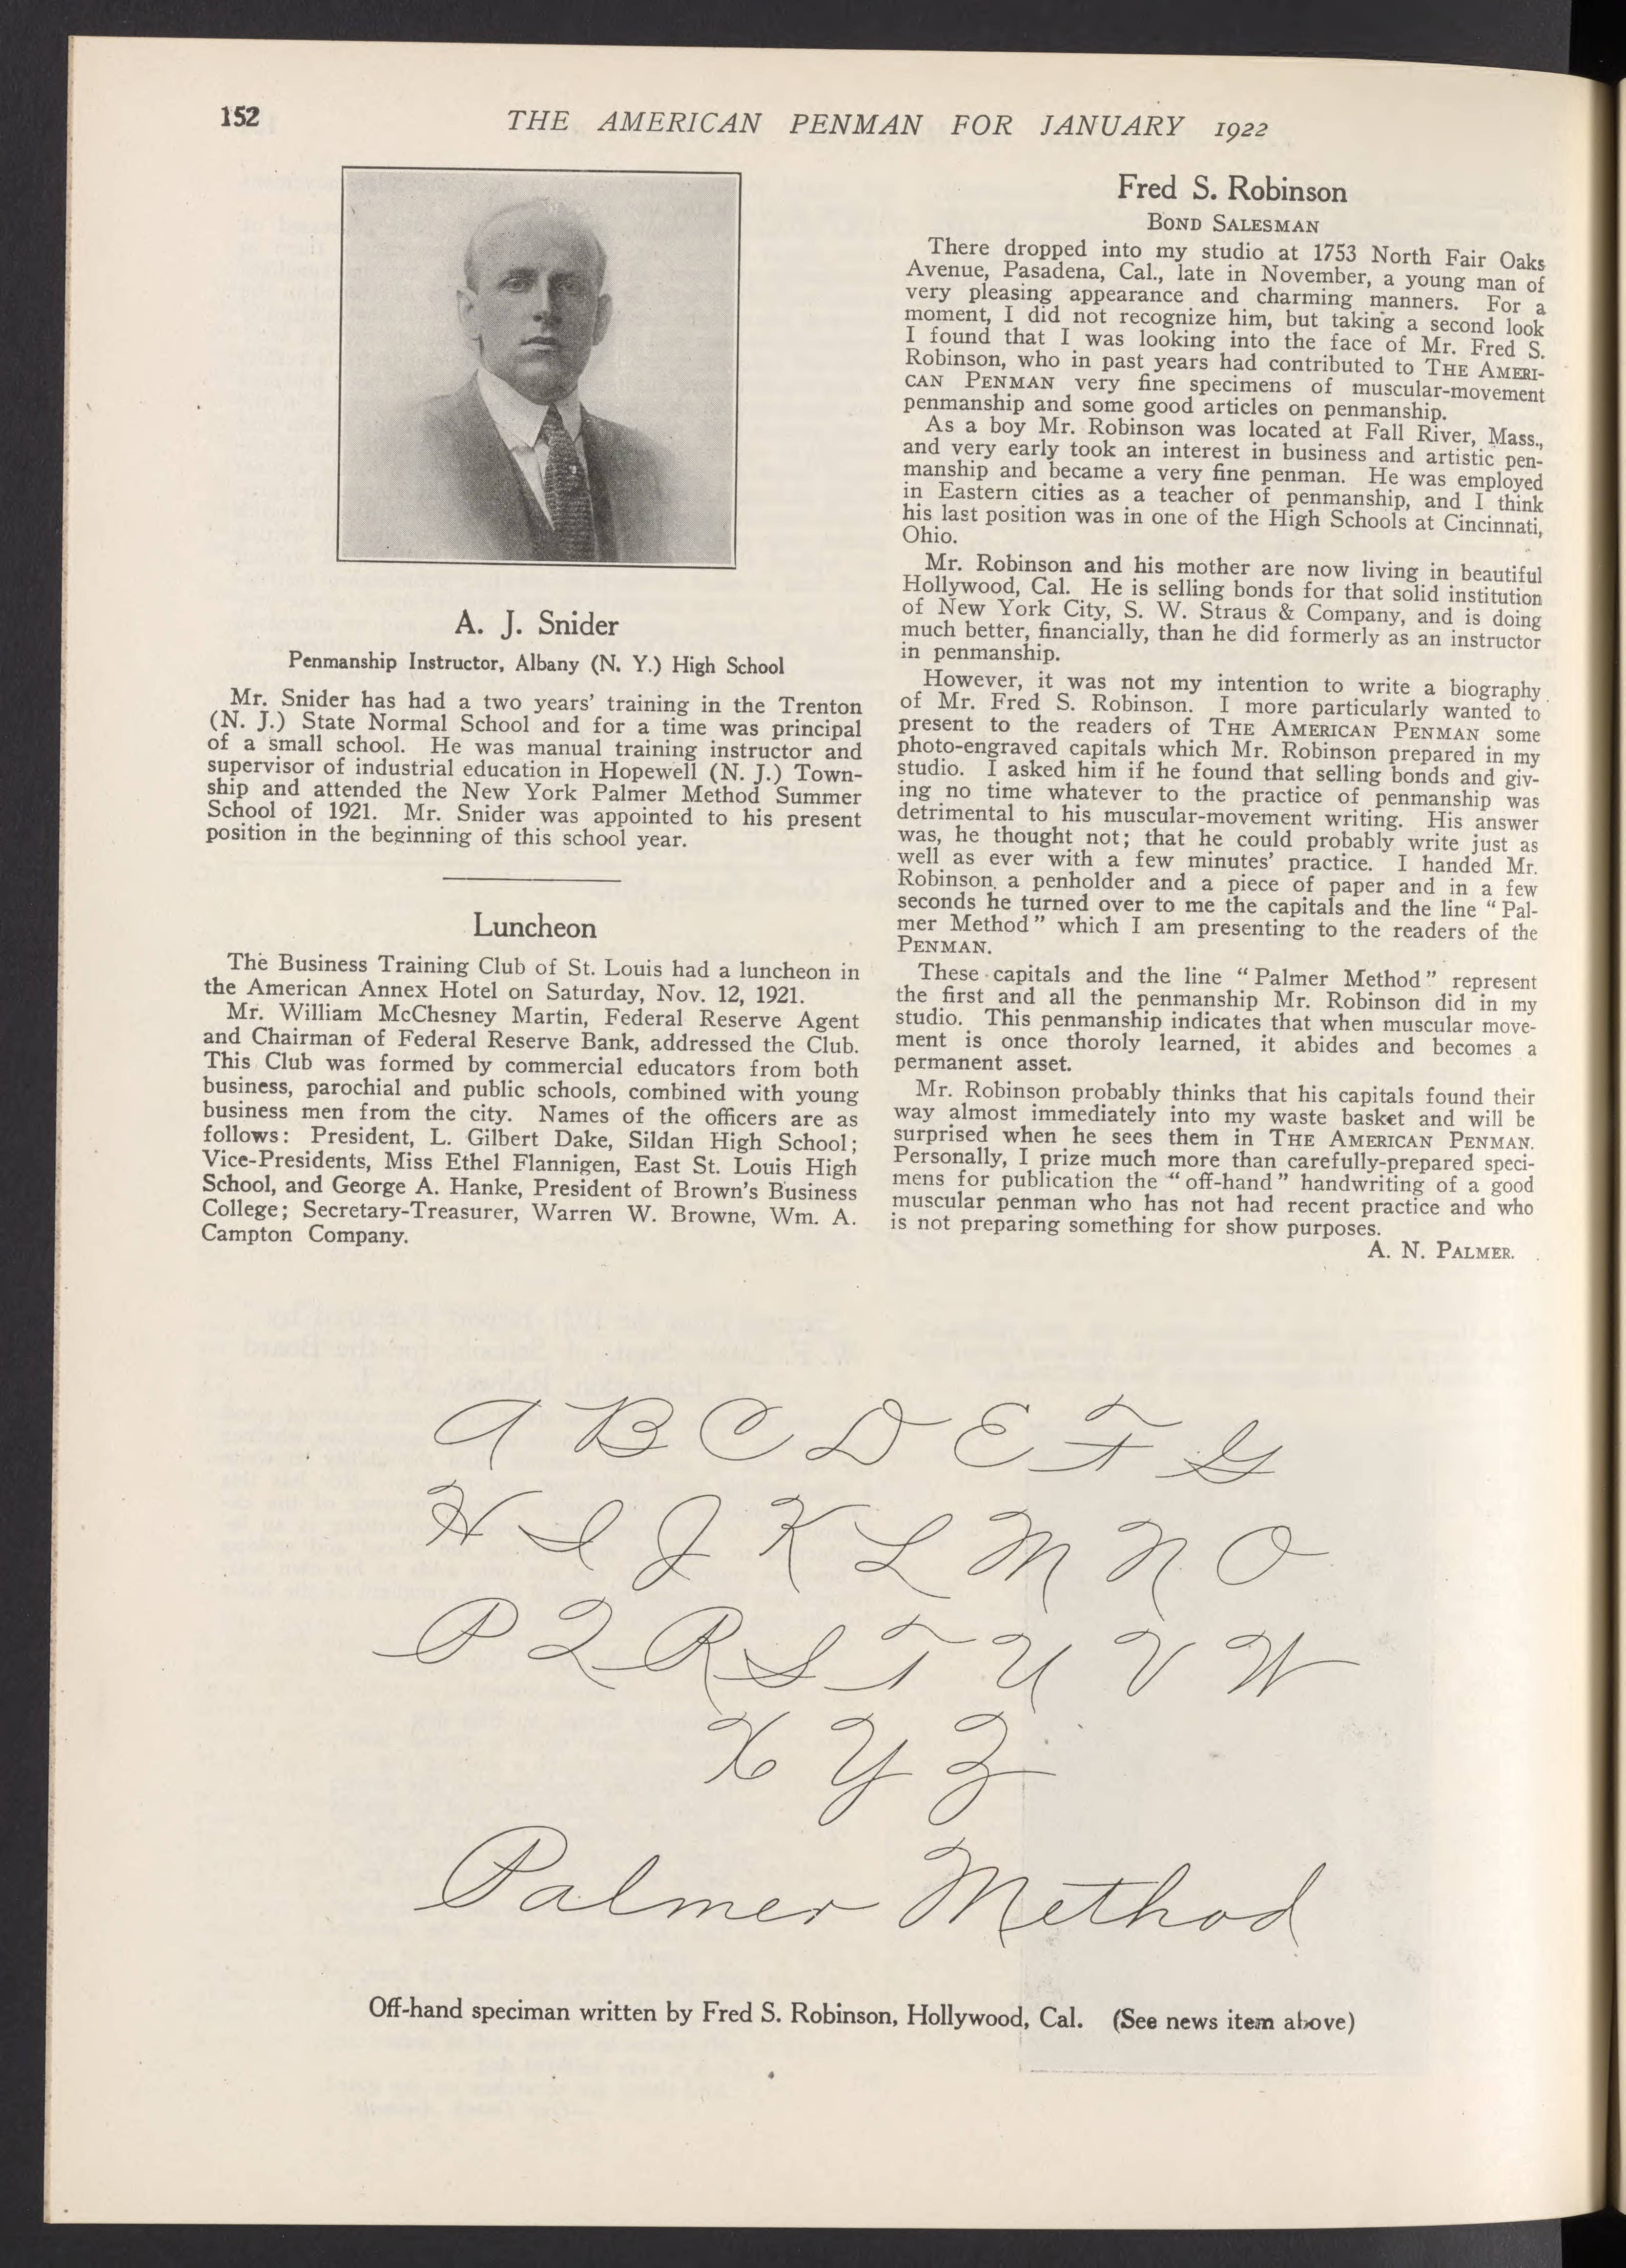 152
THE AMERICAN PENMAN FOR JANUARY 1922
A. J. Snider
Penmanship Instructor, Albany (N. Y.) High School
Mr. Snider has had a two years' training in the Trenton
(N. J.) State Normal School and for a time was principal
of a small school. He was manual training instructor and
supervisor of industrial education in Hopewell (N. J.) Town-
ship and attended the New York Palmer Method Summer
School of 1921. Mr. Snider was appointed to his present
position in the beginning of this school year.
Luncheon
The Business Training Club of St. Louis had a luncheon in
the American Annex Hotel on Saturday, Nov. 12, 1921.
Mr. William McChesney Martin, Federal Reserve Agent
and Chairman of Federal Reserve Bank, addressed the Club.
This Club was formed by commercial educators from both
business, parochial and public schools, combined with young
business men from the city. Names of the officers are as
follows: President, L. Gilbert Dake, Sildan High School;
Vice-Presidents, Miss Ethel Flannigen, East St. Louis High
School, and George A. Hanke, President of Brown's Business
College; Secretary-Treasurer, Warren W. Browne, Wm. A.
Campton Company.
Fred S. Robinson
BOND SALESMAN
There dropped into my studio at 1753 North Fair Oaks
Avenue, Pasadena, Cal., late in November, a young man of
very pleasing appearance and charming manners. For a
moment, I did not recognize him, but taking a second look
I found that I was looking into the face of Mr. Fred S.
Robinson, who in past years had contributed to THE AMERI-
CAN PENMAN very fine specimens of muscular-movement
penmanship and some good articles on penmanship.
As a boy Mr. Robinson was located at Fall River, Mass.,
and very early took an interest in business and artistic pen-
manship and became a very fine penman. He was employed
in Eastern cities as a teacher of penmanship, and I think
his last position was in one of the High Schools at Cincinnati,
Ohio.
Mr. Robinson and his mother are now living in beautiful
Hollywood, Cal. He is selling bonds for that solid institution
of New York City, S. W. Straus & Company, and is doing
much better, financially, than he did formerly as an instructor
in penmanship.
However, it was not my intention to write a biography
of Mr. Fred S. Robinson. I more particularly wanted to
present to the readers of THE AMERICAN PENMAN some
photo-engraved capitals which Mr. Robinson prepared in my
studio. I asked him if he found that selling bonds and giv-
ing no time whatever to the practice of penmanship was
detrimental to his muscular-movement writing. His answer
was, he thought not; that he could probably write just as
well as ever with a few minutes' practice. I handed Mr.
Robinson a penholder and a piece of paper and in a few
seconds he turned over to me the capitals and the line "Pal-
mer Method" which I am presenting to the readers of the
PENMAN.
These capitals and the line "Palmer Method" represent
the first and all the penmanship Mr. Robinson did in my
studio. This penmanship indicates that when muscular move-
ment is once thoroly learned, it abides and becomes a
permanent asset.
Mr. Robinson probably thinks that his capitals found their
way almost immediately into my waste basket and will be
surprised when he sees them in THE AMERICAN PENMAN.
Personally, I prize much more than carefully-prepared speci-
mens for publication the "off-hand" handwriting of a good
muscular penman who has not had recent practice and who
is not preparing something for show purposes.
A. N. PALMER.
A B C D E F G
H I J K L M N O
P Q R S T U V W
X Y Z
Palmer Method
Off-hand speciman written by Fred S. Robinson, Hollywood, Cal. (See news item above)